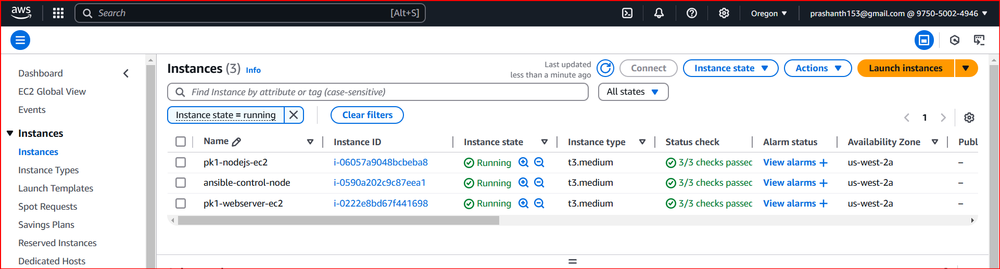 aws
Search [Alt+S]
Oregon
prashanth153@gmail.com @ 9750-5002-4946
Dashboard
EC2 Global View
Events
Instances
Instances
Instance Types
Launch Templates
Spot Requests
Savings Plans
Reserved Instances
Dedicated Hosts
Instances (3) Info
Last updated
less than a minute ago
Connect
Instance state
Actions
Launch instances
Find Instance by attribute or tag (case-sensitive)
All states
Instance state = running
Clear filters
1
Name Instance ID Instance state Instance type Status check Alarm status Availability Zone Publ
pk1-nodejs-ec2 i-06057a9048bcbeba8 Running t3.medium 3/3 checks passed View alarms + us-west-2a –
ansible-control-node i-0590a202c9c87eea1 Running t3.medium 3/3 checks passed View alarms + us-west-2a –
pk1-webserver-ec2 i-0222e8bd67f441698 Running t3.medium 3/3 checks passed View alarms + us-west-2a –